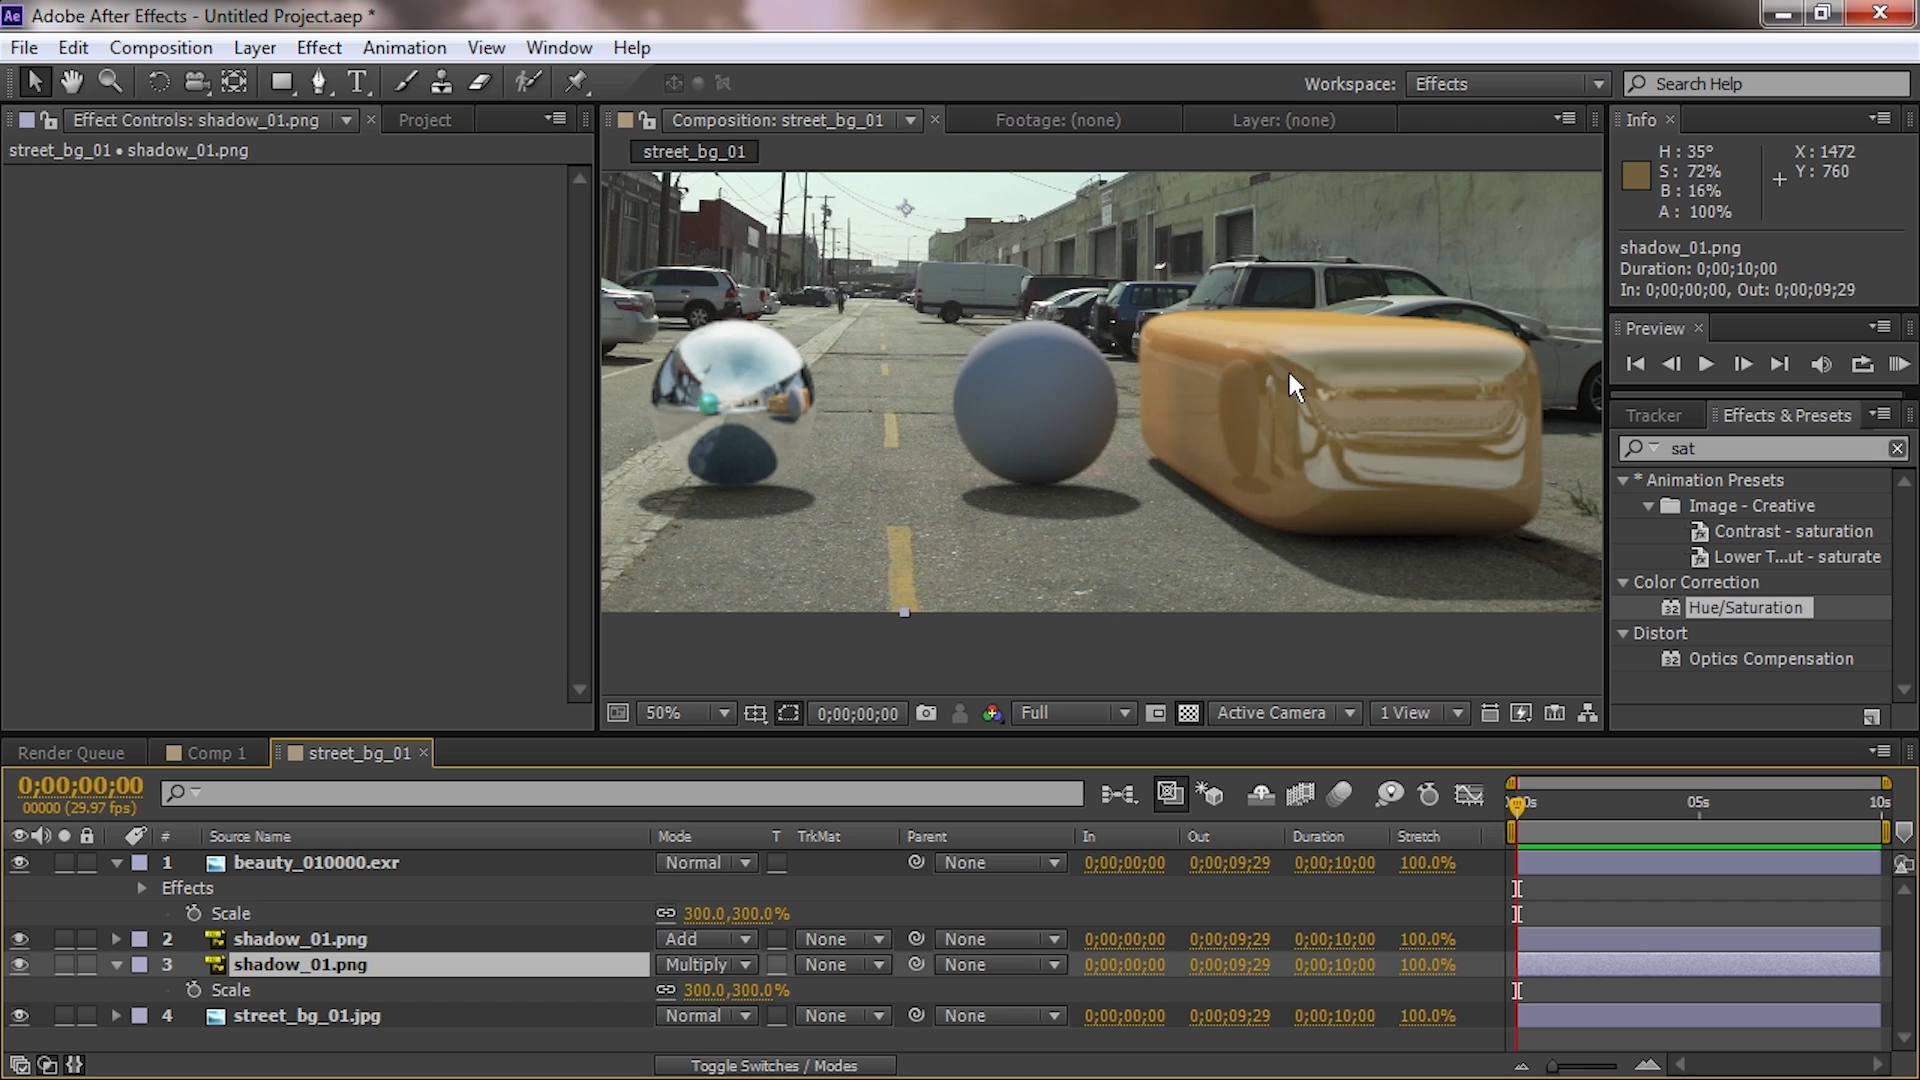 Ae Adobe After Effects - Untitled Project.aep *
File Edit Composition Layer Effect Animation View Window Help
Workspace: Effects Search Help
Effect Controls: shadow_01.png × Project
street_bg_01 • shadow_01.png
Composition: street_bg_01 × Footage: (none) Layer: (none)
street_bg_01
Info ×
H : 35° X : 1472
S : 72% Y : 760
B : 16%
A : 100%
shadow_01.png
Duration: 0;00;10;00
In: 0;00;00;00, Out: 0;00;09;29
Preview ×
Tracker Effects & Presets
sat
* Animation Presets
Image - Creative
Contrast - saturation
Lower T...ut - saturate
Color Correction
32 Hue/Saturation
Distort
32 Optics Compensation
50% 0;00;00;00 Full Active Camera 1 View
Render Queue Comp 1 street_bg_01 ×
0;00;00;00
00000 (29.97 fps)
05s 10s
# Source Name Mode T TrkMat Parent In Out Duration Stretch
1 beauty_010000.exr Normal None 0;00;00;00 0;00;09;29 0;00;10;00 100.0%
Effects
Scale 300.0,300.0%
2 shadow_01.png Add None None 0;00;00;00 0;00;09;29 0;00;10;00 100.0%
3 shadow_01.png Multiply None None 0;00;00;00 0;00;09;29 0;00;10;00 100.0%
Scale 300.0,300.0%
4 street_bg_01.jpg Normal None None 0;00;00;00 0;00;09;29 0;00;10;00 100.0%
Toggle Switches / Modes